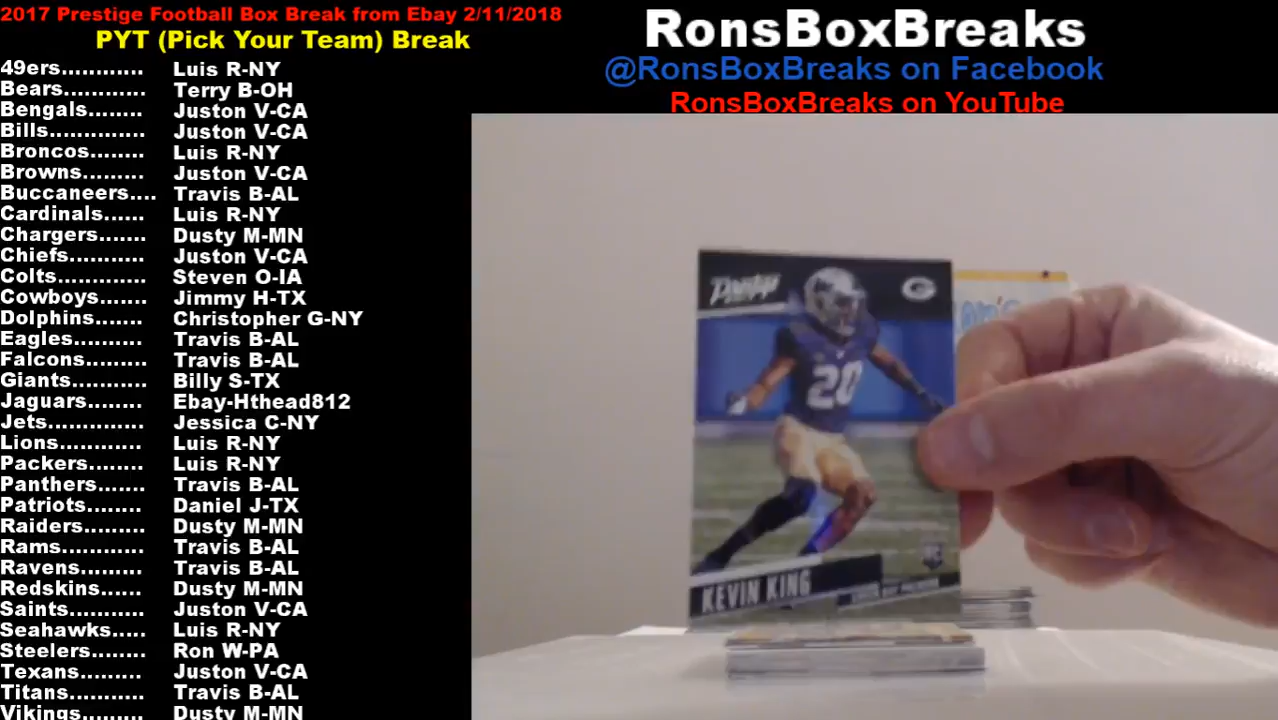 2017 Prestige Football Box Break from Ebay 2/11/2018
PYT (Pick Your Team) Break
49ers............ Luis R-NY
Bears............ Terry B-OH
Bengals........ Juston V-CA
Bills.............. Juston V-CA
Broncos........ Luis R-NY
Browns......... Juston V-CA
Buccaneers.... Travis B-AL
Cardinals...... Luis R-NY
Chargers....... Dusty M-MN
Chiefs........... Juston V-CA
Colts............. Steven O-IA
Cowboys....... Jimmy H-TX
Dolphins....... Christopher G-NY
Eagles.......... Travis B-AL
Falcons......... Travis B-AL
Giants........... Billy S-TX
Jaguars........ Ebay-Hthead812
Jets.............. Jessica C-NY
Lions............ Luis R-NY
Packers........ Luis R-NY
Panthers....... Travis B-AL
Patriots........ Daniel J-TX
Raiders......... Dusty M-MN
Rams............ Travis B-AL
Ravens......... Travis B-AL
Redskins...... Dusty M-MN
Saints........... Juston V-CA
Seahawks..... Luis R-NY
Steelers........ Ron W-PA
Texans......... Juston V-CA
Titans........... Travis B-AL
Vikings......... Dusty M-MN
RonsBoxBreaks
@RonsBoxBreaks on Facebook
RonsBoxBreaks on YouTube
Prestige
G
20
RC
KEVIN KING